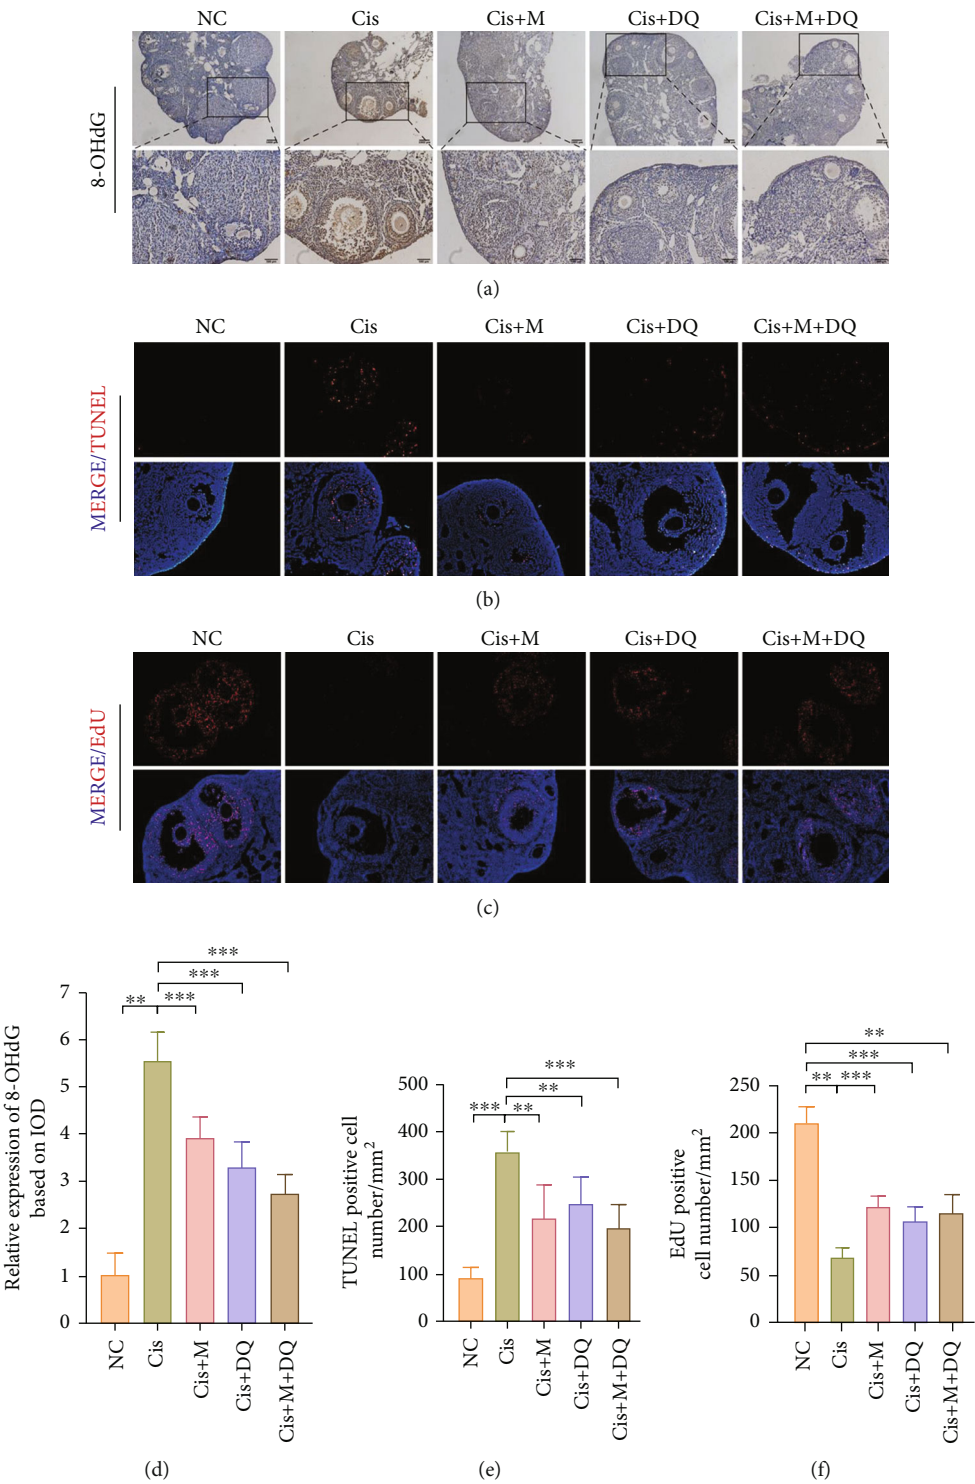 NC Cis Cis+M Cis+DQ Cis+M+DQ
8-OHdG
(a)
NC Cis Cis+M Cis+DQ Cis+M+DQ
MERGE/TUNEL
(b)
NC Cis Cis+M Cis+DQ Cis+M+DQ
MERGE/EdU
(c)
Relative expression of 8-OHdG
based on IOD
7
6
5
4
3
2
1
0
** ***
***
***
NC Cis Cis+M Cis+DQ Cis+M+DQ
(d)
TUNEL positive cell
number/mm2
500
400
300
200
100
0
*** **
**
***
NC Cis Cis+M Cis+DQ Cis+M+DQ
(e)
EdU positive
cell number/mm2
250
200
150
100
50
0
** ***
***
**
NC Cis Cis+M Cis+DQ Cis+M+DQ
(f)